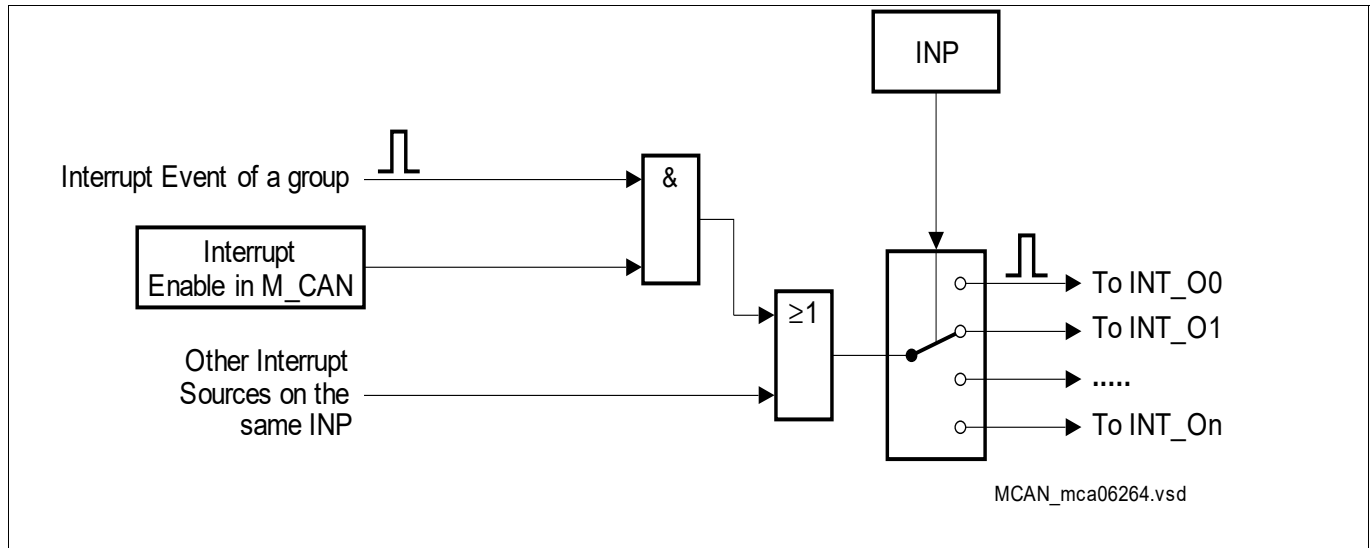 INP
Interrupt Event of a group
&
Interrupt
Enable in M_CAN
≥1
Other Interrupt
Sources on the
same INP
To INT_O0
To INT_O1
.....
To INT_On
MCAN_mca06264.vsd